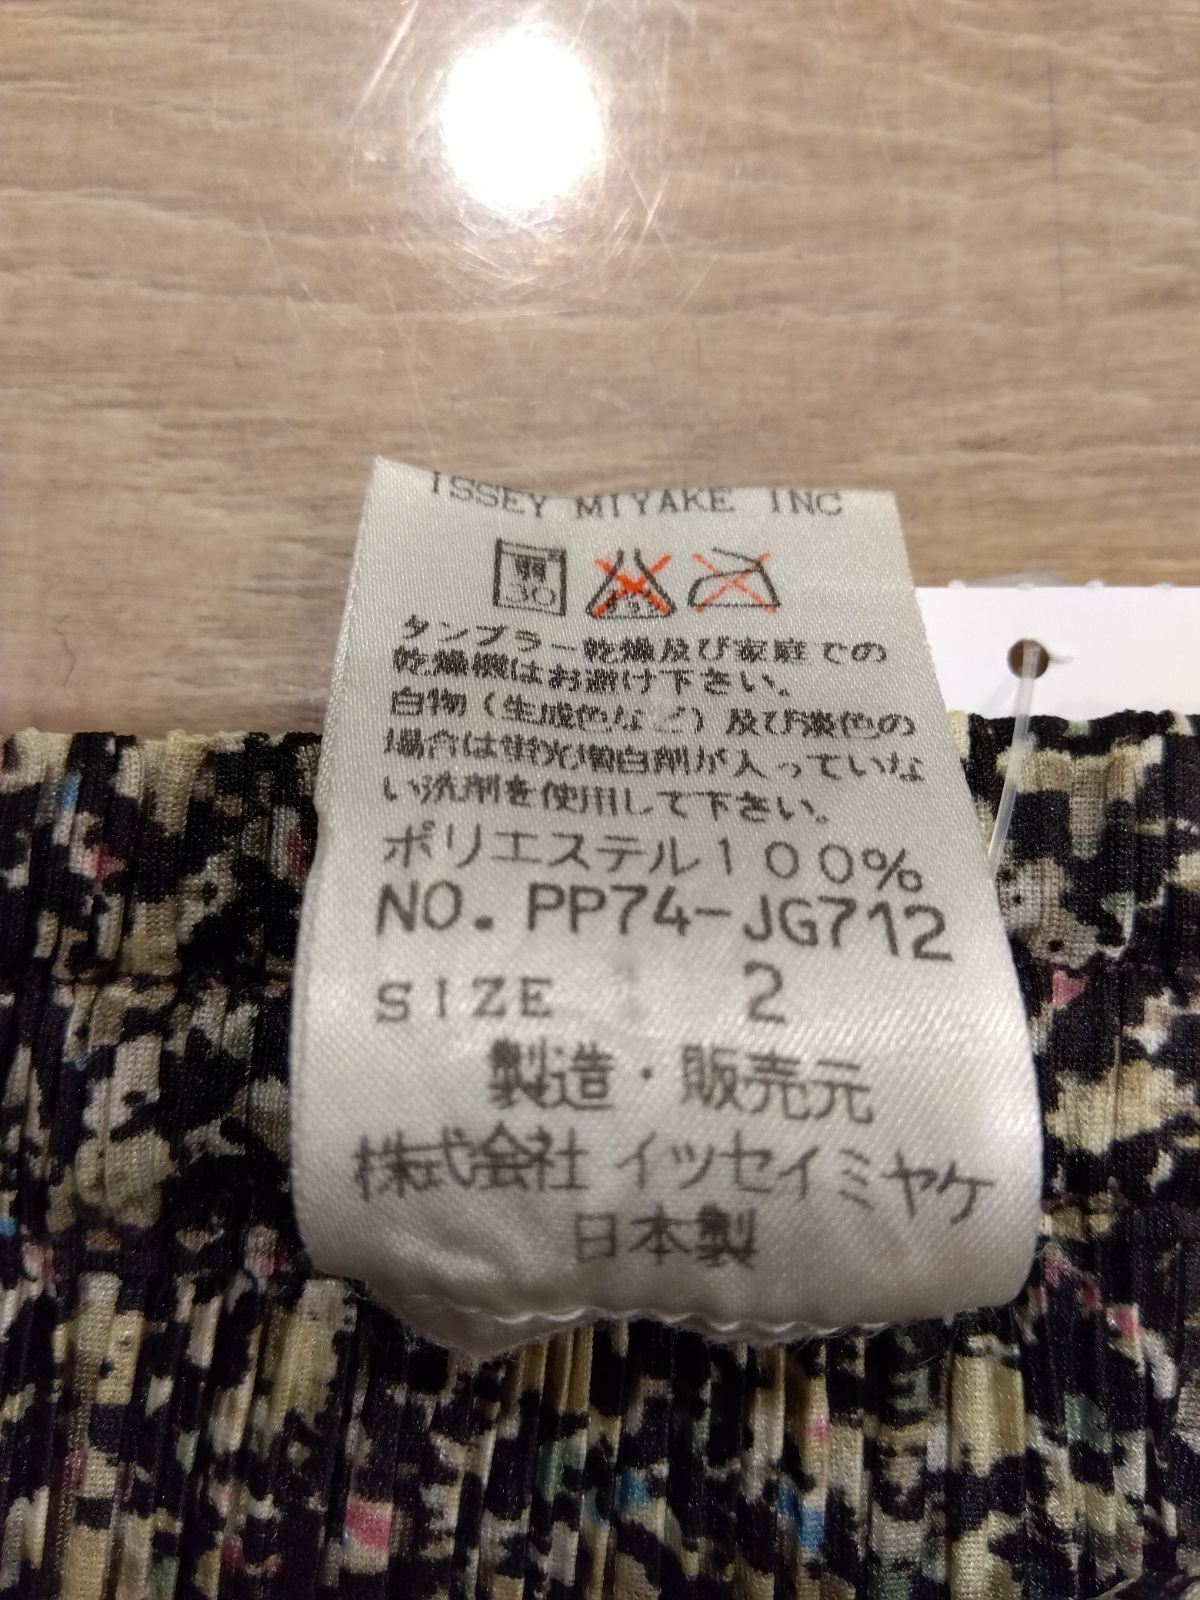 ISSEY MIYAKE INC
弱
30
タンブラー乾燥及び家庭での
乾燥機はお避け下さい。
白物（生成色など）及び淡色の
場合は蛍光増白剤が入っていな
い洗剤を使用して下さい。
ポリエステル100%
NO. PP74-JG712
SIZE 2
製造・販売元
株式会社 イッセイミヤケ
日本製